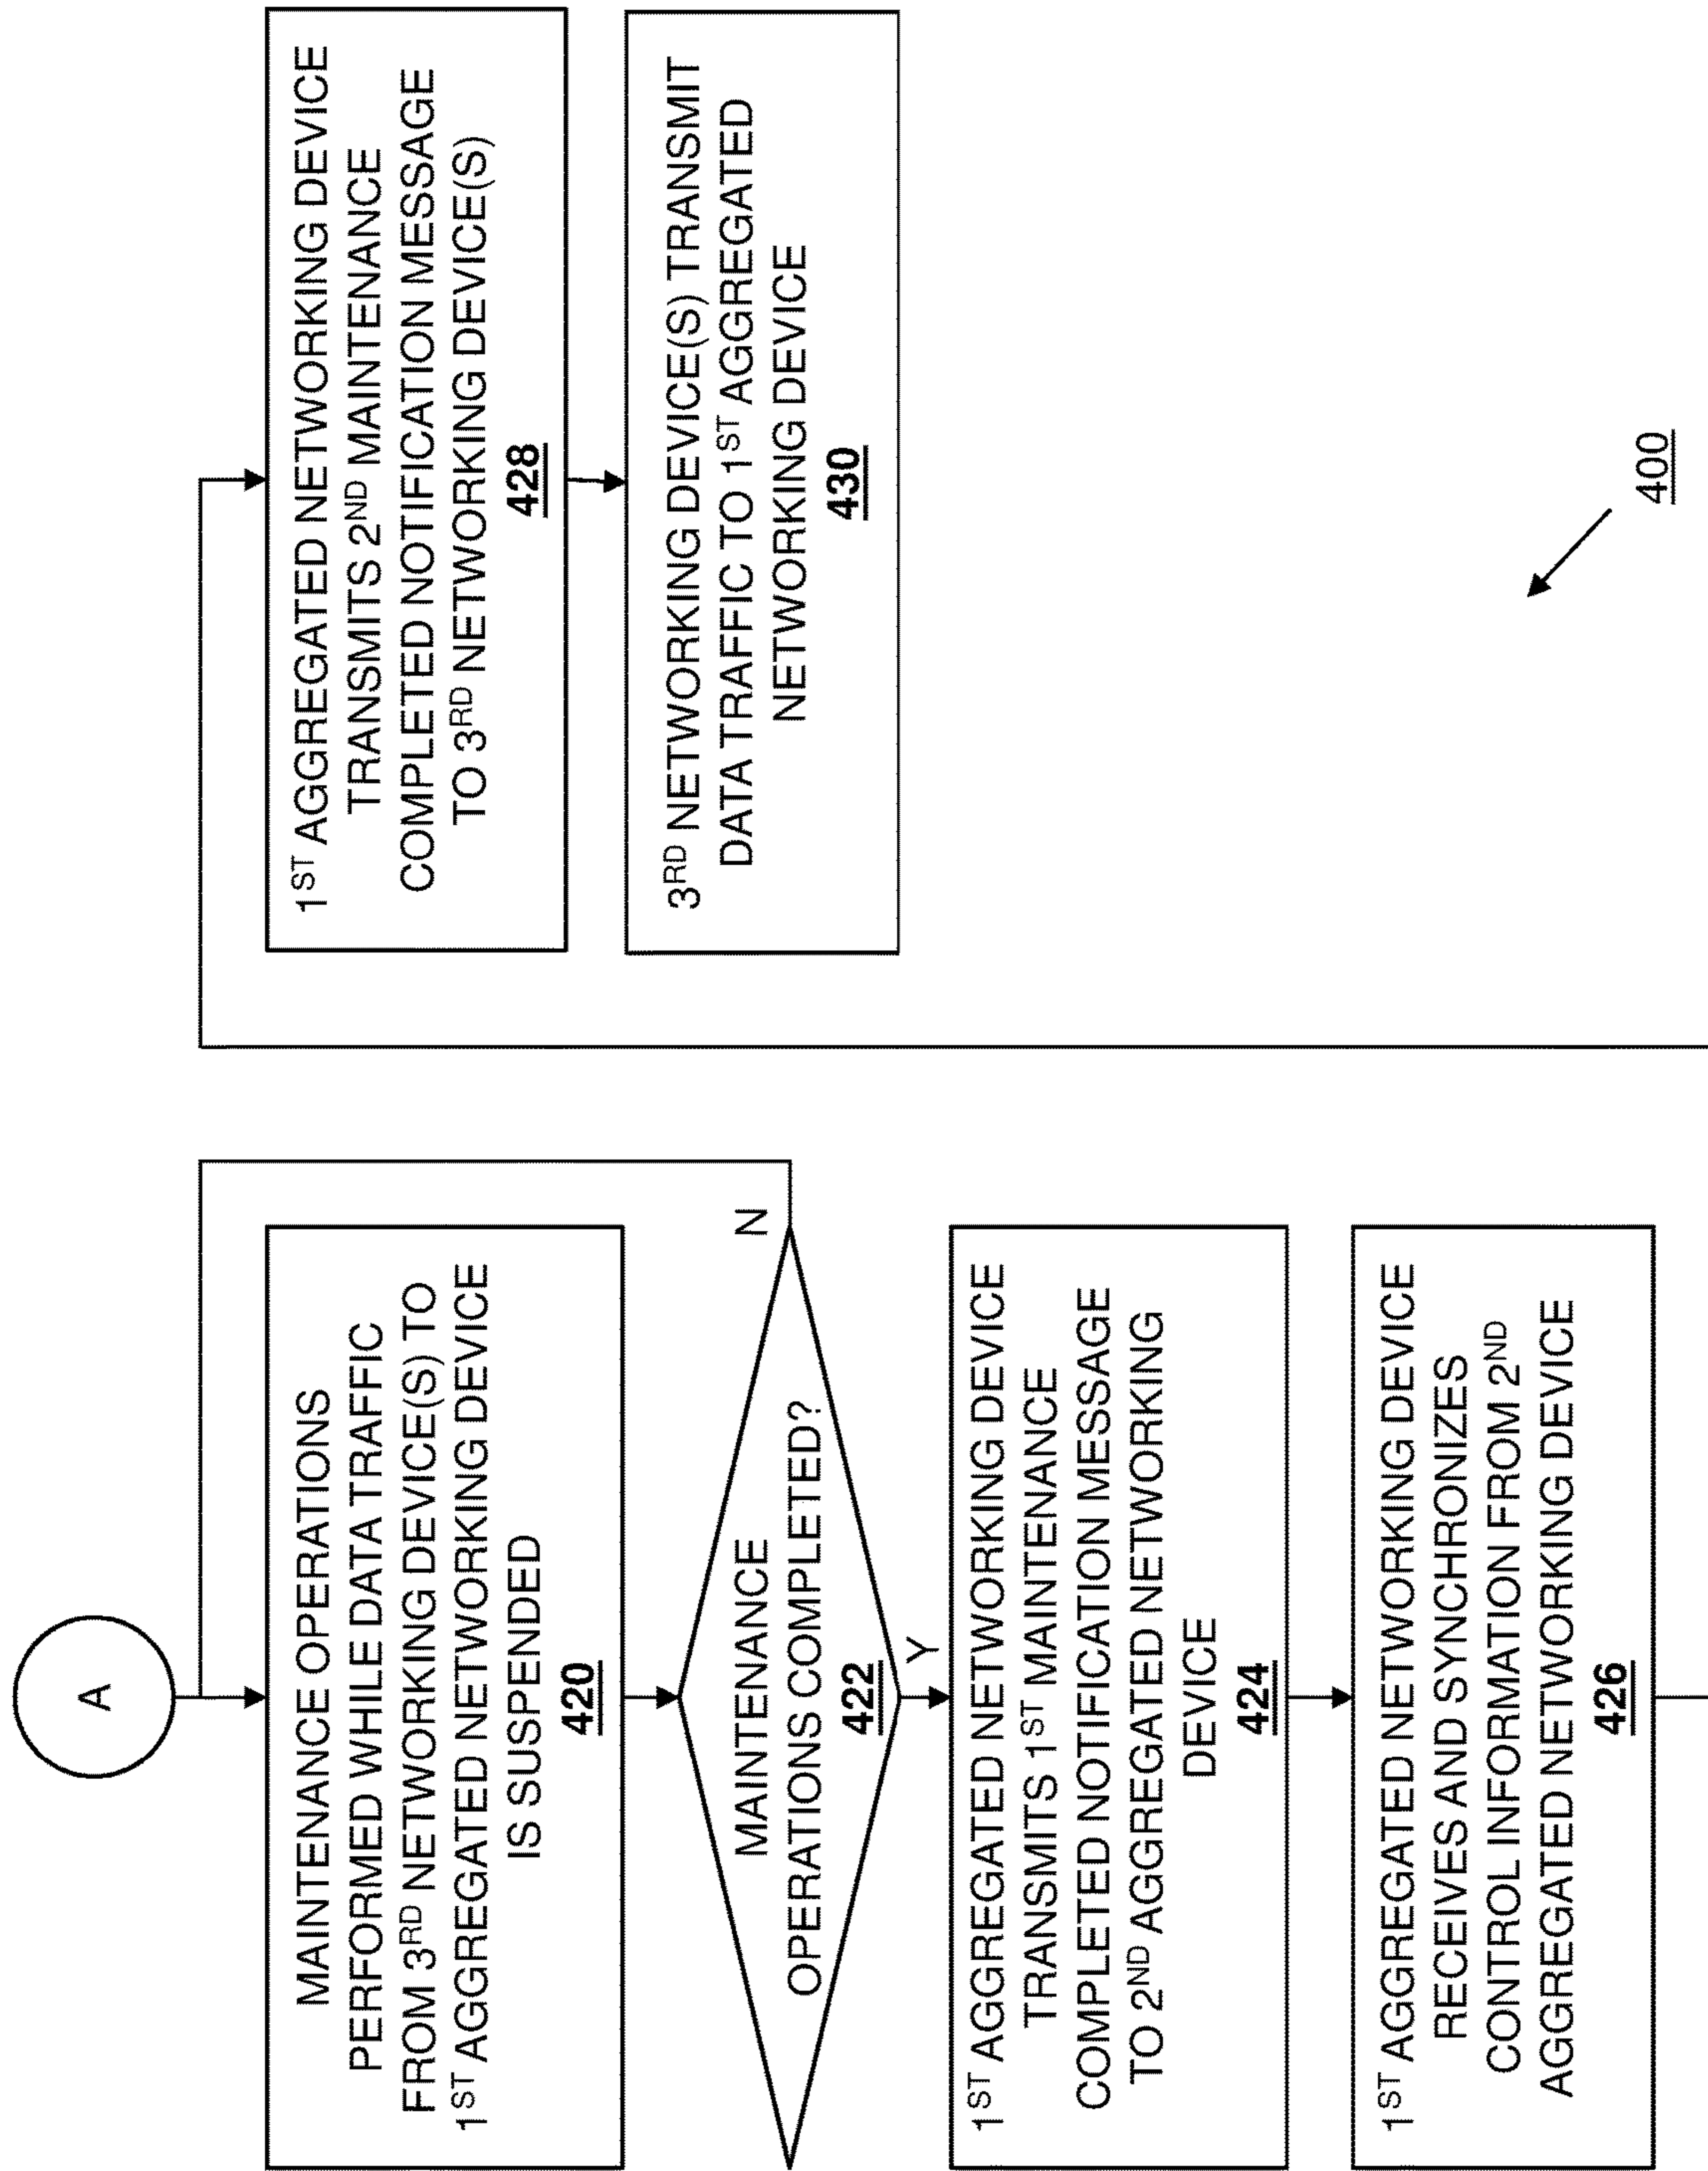 A
MAINTENANCE OPERATIONS
PERFORMED WHILE DATA TRAFFIC
FROM 3RD NETWORKING DEVICE(S) TO
1ST AGGREGATED NETWORKING DEVICE
IS SUSPENDED
420
MAINTENANCE
OPERATIONS COMPLETED?
422
N
Y
1ST AGGREGATED NETWORKING DEVICE
TRANSMITS 1ST MAINTENANCE
COMPLETED NOTIFICATION MESSAGE
TO 2ND AGGREGATED NETWORKING
DEVICE
424
1ST AGGREGATED NETWORKING DEVICE
RECEIVES AND SYNCHRONIZES
CONTROL INFORMATION FROM 2ND
AGGREGATED NETWORKING DEVICE
426
1ST AGGREGATED NETWORKING DEVICE
TRANSMITS 2ND MAINTENANCE
COMPLETED NOTIFICATION MESSAGE
TO 3RD NETWORKING DEVICE(S)
428
3RD NETWORKING DEVICE(S) TRANSMIT
DATA TRAFFIC TO 1ST AGGREGATED
NETWORKING DEVICE
430
400